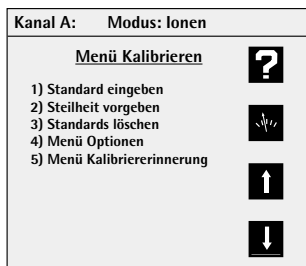 Kanal A: Modus: Ionen
Menü Kalibrieren
?
1) Standard eingeben
2) Steilheit vorgeben
3) Standards löschen
4) Menü Optionen
5) Menü Kalibriererinnerung